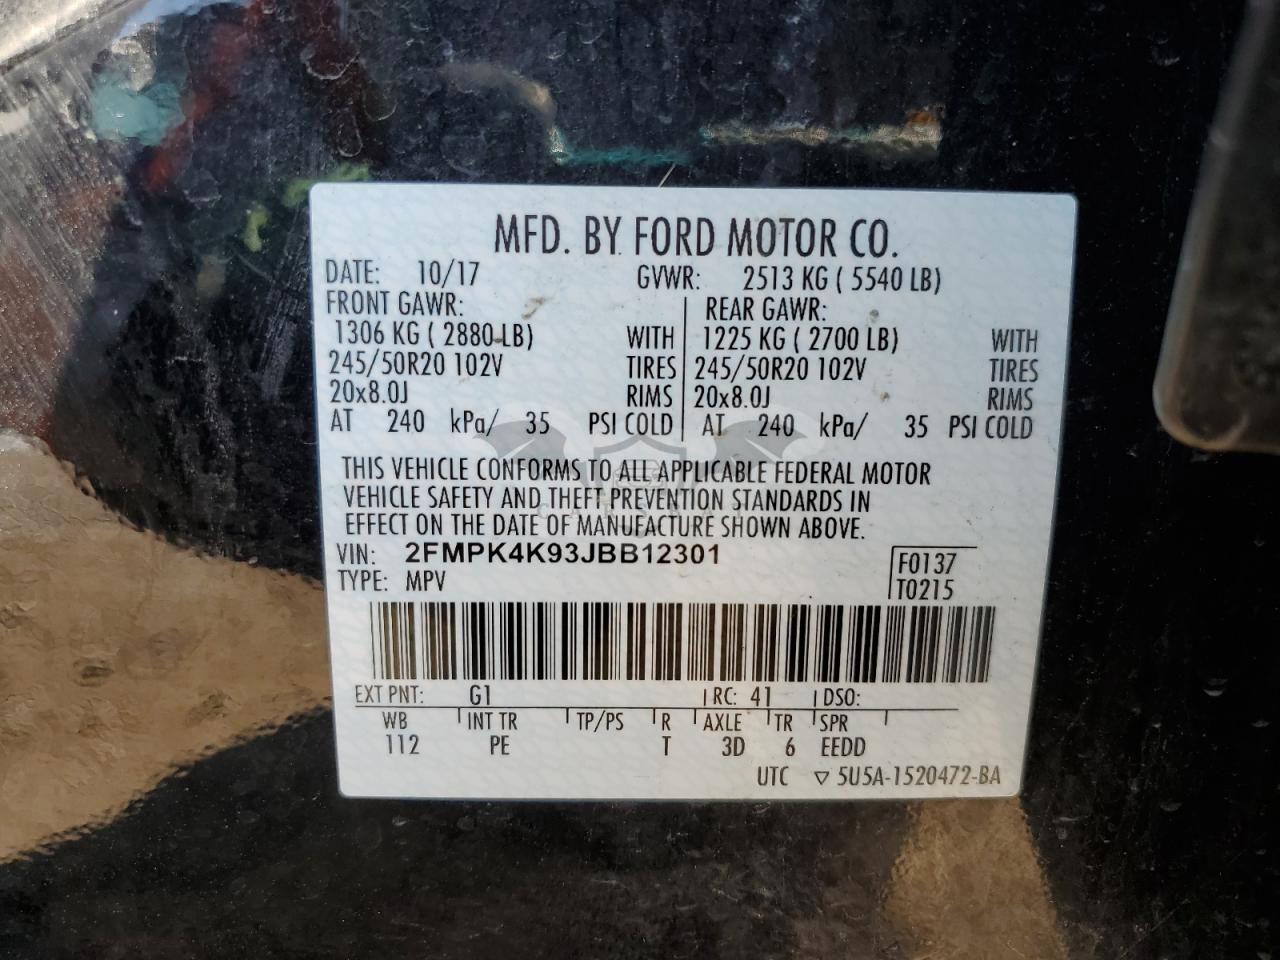 MFD. BY FORD MOTOR CO.
DATE: 10/17 GVWR: 2513 KG ( 5540 LB)
FRONT GAWR: REAR GAWR:
1306 KG ( 2880 LB) WITH 1225 KG ( 2700 LB) WITH
245/50R20 102V TIRES 245/50R20 102V TIRES
20x8.0J RIMS 20x8.0J RIMS
AT 240 kPa/ 35 PSI COLD AT 240 kPa/ 35 PSI COLD
THIS VEHICLE CONFORMS TO ALL APPLICABLE FEDERAL MOTOR
VEHICLE SAFETY AND THEFT PREVENTION STANDARDS IN
EFFECT ON THE DATE OF MANUFACTURE SHOWN ABOVE.
VIN: 2FMPK4K93JBB12301 F0137
TYPE: MPV T0215
EXT PNT: G1 RC: 41 DSO:
WB INT TR TP/PS R AXLE TR SPR
112 PE T 3D 6 EEDD
UTC ▽ 5U5A-1520472-BA